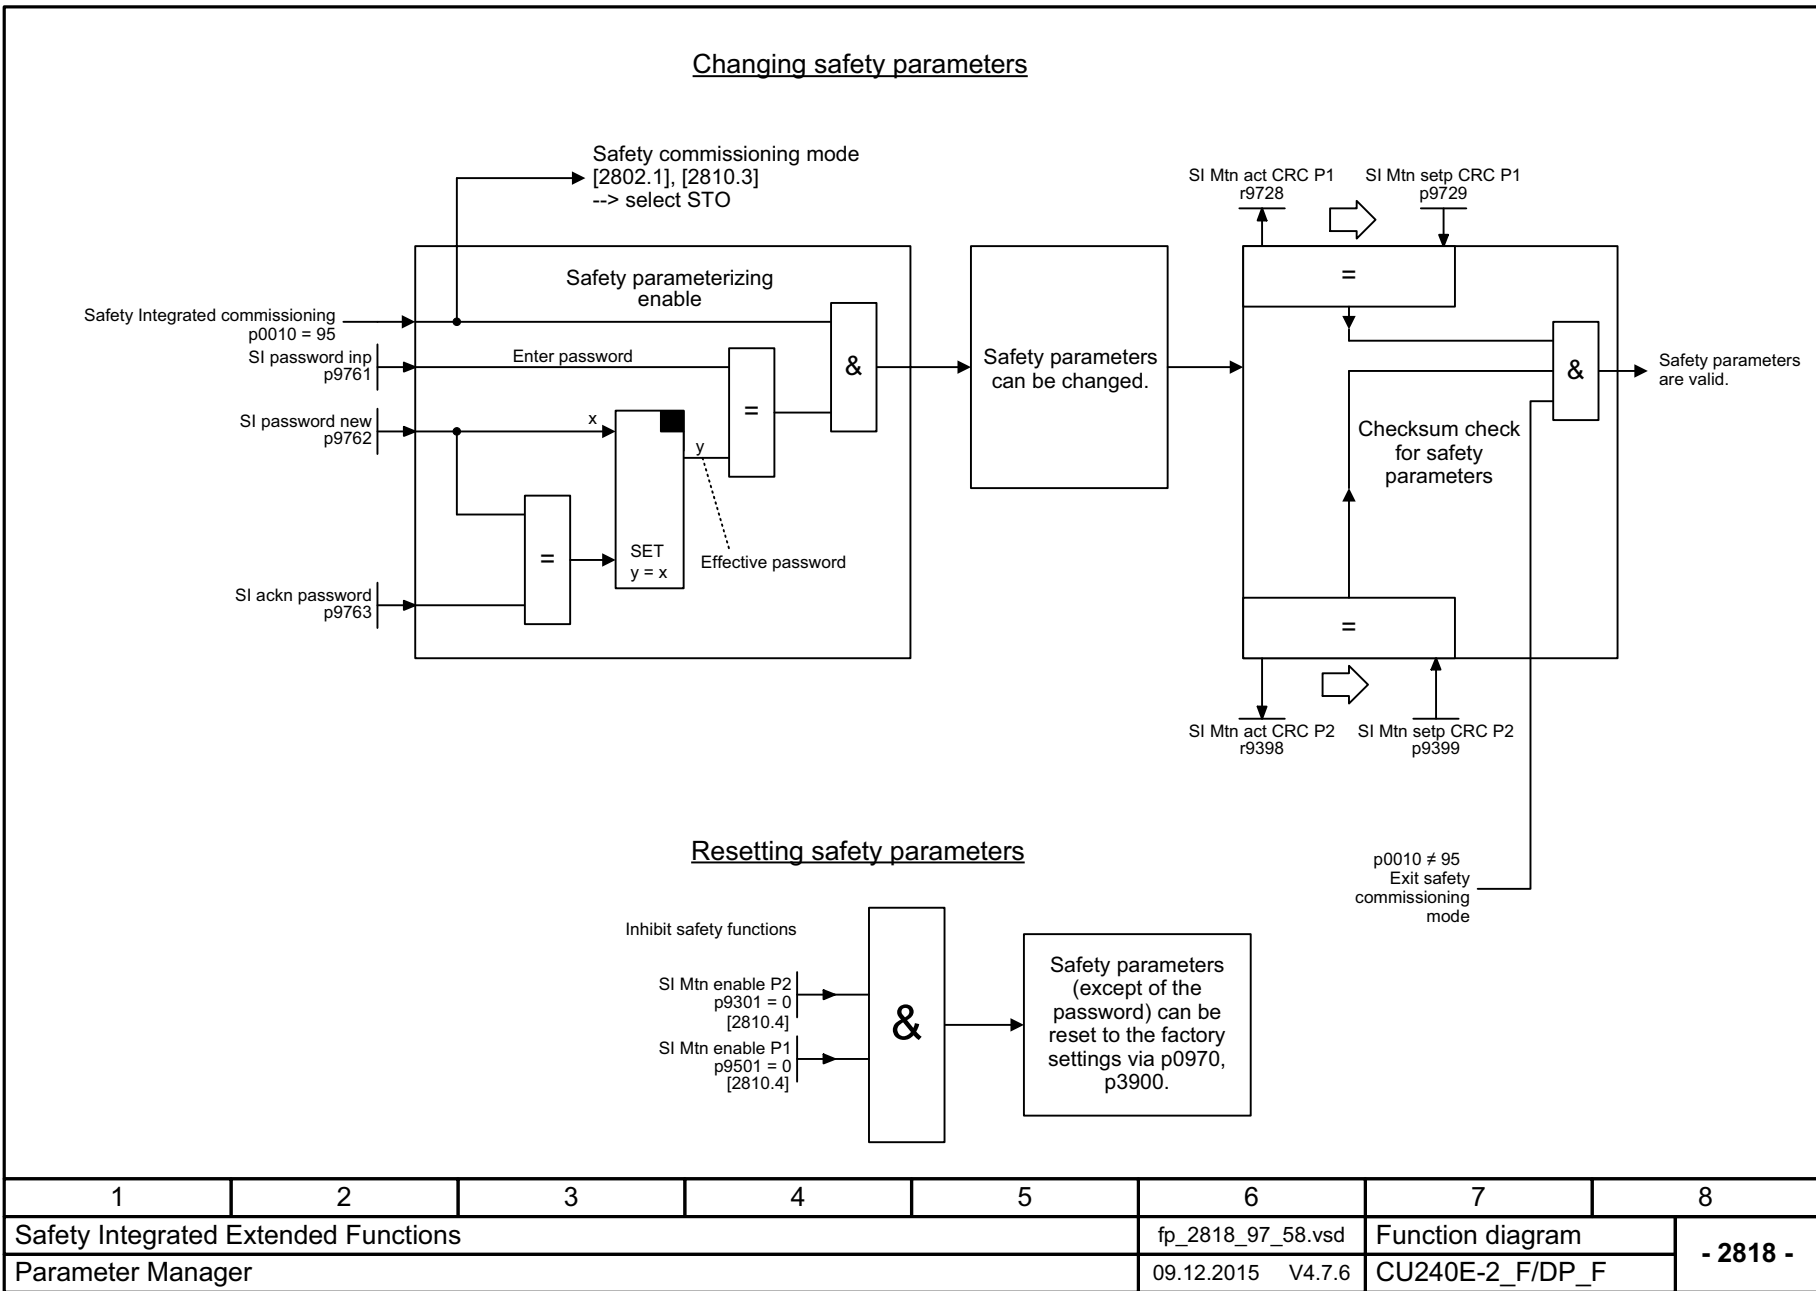 Changing safety parameters
Safety commissioning mode
[2802.1], [2810.3]
--> select STO
SI Mtn act CRC P1
r9728
SI Mtn setp CRC P1
p9729
Safety parameterizing
enable
=
Safety Integrated commissioning
p0010 = 95
SI password inp
p9761
Enter password
&
Safety parameters
can be changed.
&
Safety parameters
are valid.
SI password new
p9762
x
=
y
Checksum check
for safety
parameters
=
SET
y = x
Effective password
SI ackn password
p9763
=
SI Mtn act CRC P2
r9398
SI Mtn setp CRC P2
p9399
Resetting safety parameters
p0010 ≠ 95
Exit safety
commissioning
mode
Inhibit safety functions
SI Mtn enable P2
p9301 = 0
[2810.4]
SI Mtn enable P1
p9501 = 0
[2810.4]
&
Safety parameters
(except of the
password) can be
reset to the factory
settings via p0970,
p3900.
1 2 3 4 5 6 7 8
Safety Integrated Extended Functions
fp_2818_97_58.vsd
Function diagram
- 2818 -
Parameter Manager
09.12.2015 V4.7.6
CU240E-2_F/DP_F